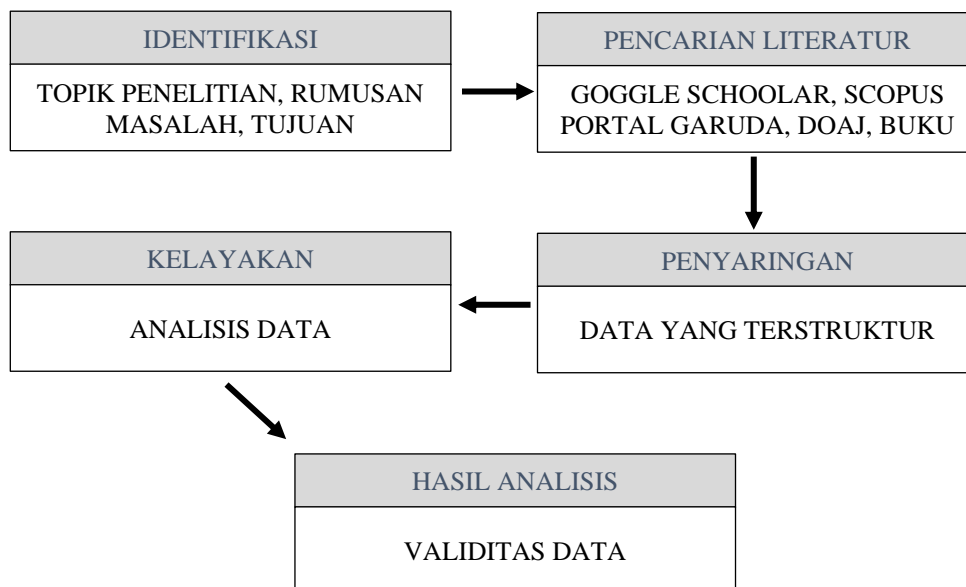 IDENTIFIKASI
TOPIK PENELITIAN, RUMUSAN
MASALAH, TUJUAN
PENCARIAN LITERATUR
GOGGLE SCHOOLAR, SCOPUS
PORTAL GARUDA, DOAJ, BUKU
PENYARINGAN
DATA YANG TERSTRUKTUR
KELAYAKAN
ANALISIS DATA
HASIL ANALISIS
VALIDITAS DATA